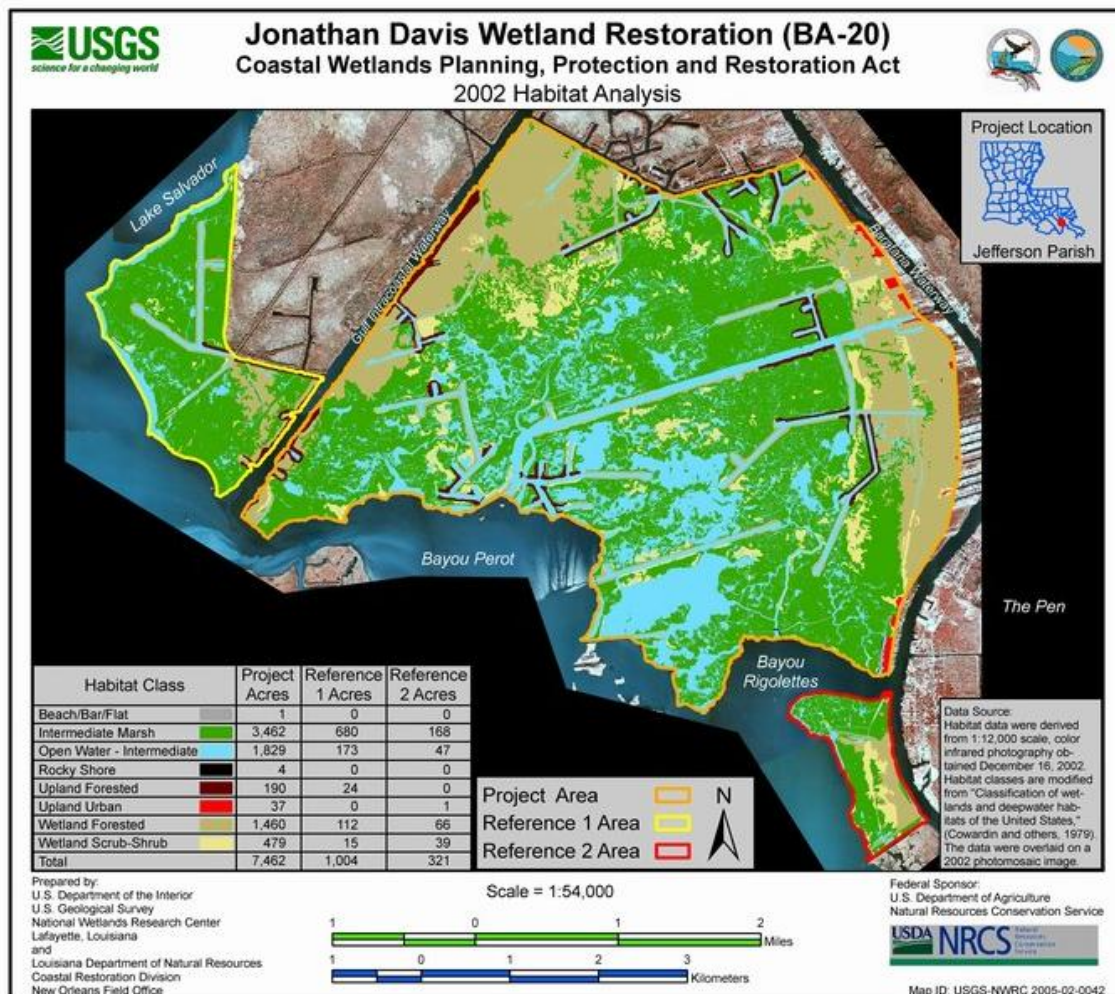 USGS
science for a changing world
Jonathan Davis Wetland Restoration (BA-20)
Coastal Wetlands Planning, Protection and Restoration Act
2002 Habitat Analysis
Project Location
Jefferson Parish
Lake Salvador
Gulf Intracoastal Waterway
Barataria Waterway
Bayou Perot
The Pen
Bayou
Rigolettes
Habitat Class Project Acres Reference 1 Acres Reference 2 Acres
Beach/Bar/Flat 1 0 0
Intermediate Marsh 3,462 680 168
Open Water - Intermediate 1,829 173 47
Rocky Shore 4 0 0
Upland Forested 190 24 0
Upland Urban 37 0 1
Wetland Forested 1,460 112 66
Wetland Scrub-Shrub 479 15 39
Total 7,462 1,004 321
Project Area
Reference 1 Area
Reference 2 Area
N
Data Source:
Habitat data were derived
from 1:12,000 scale, color
infrared photography ob-
tained December 16, 2002.
Habitat classes are modified
from "Classification of wet-
lands and deepwater hab-
itats of the United States,"
(Cowardin and others, 1979).
The data were overlaid on a
2002 photomosaic image.
Prepared by:
U.S. Department of the Interior
U.S. Geological Survey
National Wetlands Research Center
Lafayette, Louisiana
and
Louisiana Department of Natural Resources
Coastal Restoration Division
New Orleans Field Office
Scale = 1:54,000
1 0 1 2
Miles
1 0 1 2 3
Kilometers
Federal Sponsor:
U.S. Department of Agriculture
Natural Resources Conservation Service
USDA NRCS Natural
Resources
Conservation
Service
Map ID: USGS-NWRC 2005-02-0042